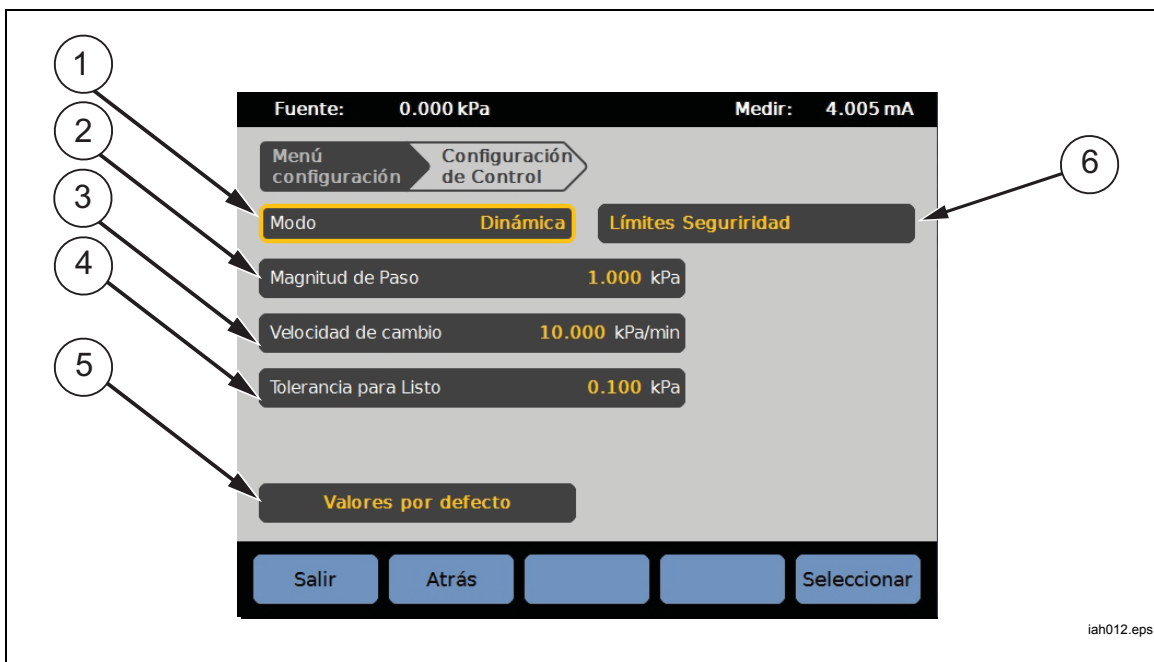 1
2
3
4
5
6
Fuente: 0.000 kPa Medir: 4.005 mA
Menú
configuración
Configuración
de Control
Modo Dinámica
Límites Seguriridad
Magnitud de Paso 1.000 kPa
Velocidad de cambio 10.000 kPa/min
Tolerancia para Listo 0.100 kPa
Valores por defecto
Salir Atrás Seleccionar
iah012.eps